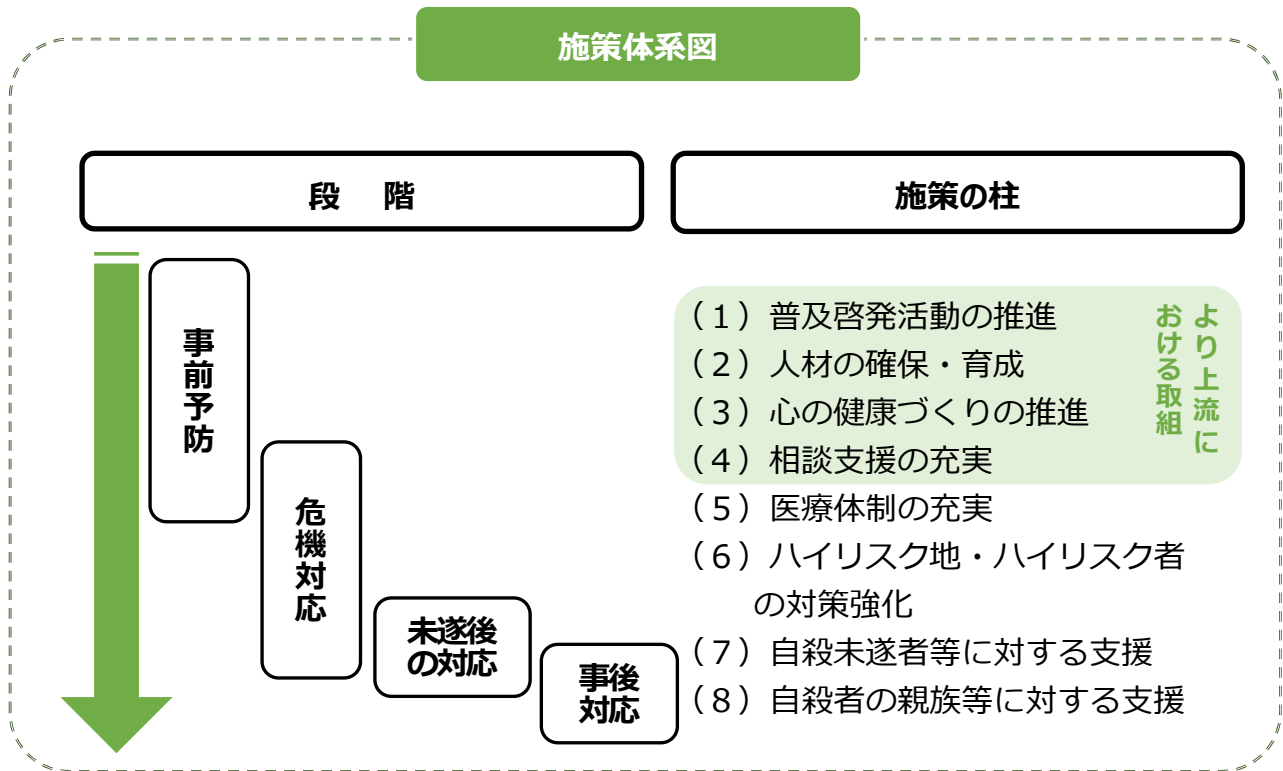 施策体系図
段　階
施策の柱
事前予防
危機対応
未遂後
の対応
事後
対応
（１）普及啓発活動の推進
（２）人材の確保・育成
（３）心の健康づくりの推進
（４）相談支援の充実
より上流に
おける取組
（５）医療体制の充実
（６）ハイリスク地・ハイリスク者
の対策強化
（７）自殺未遂者等に対する支援
（８）自殺者の親族等に対する支援